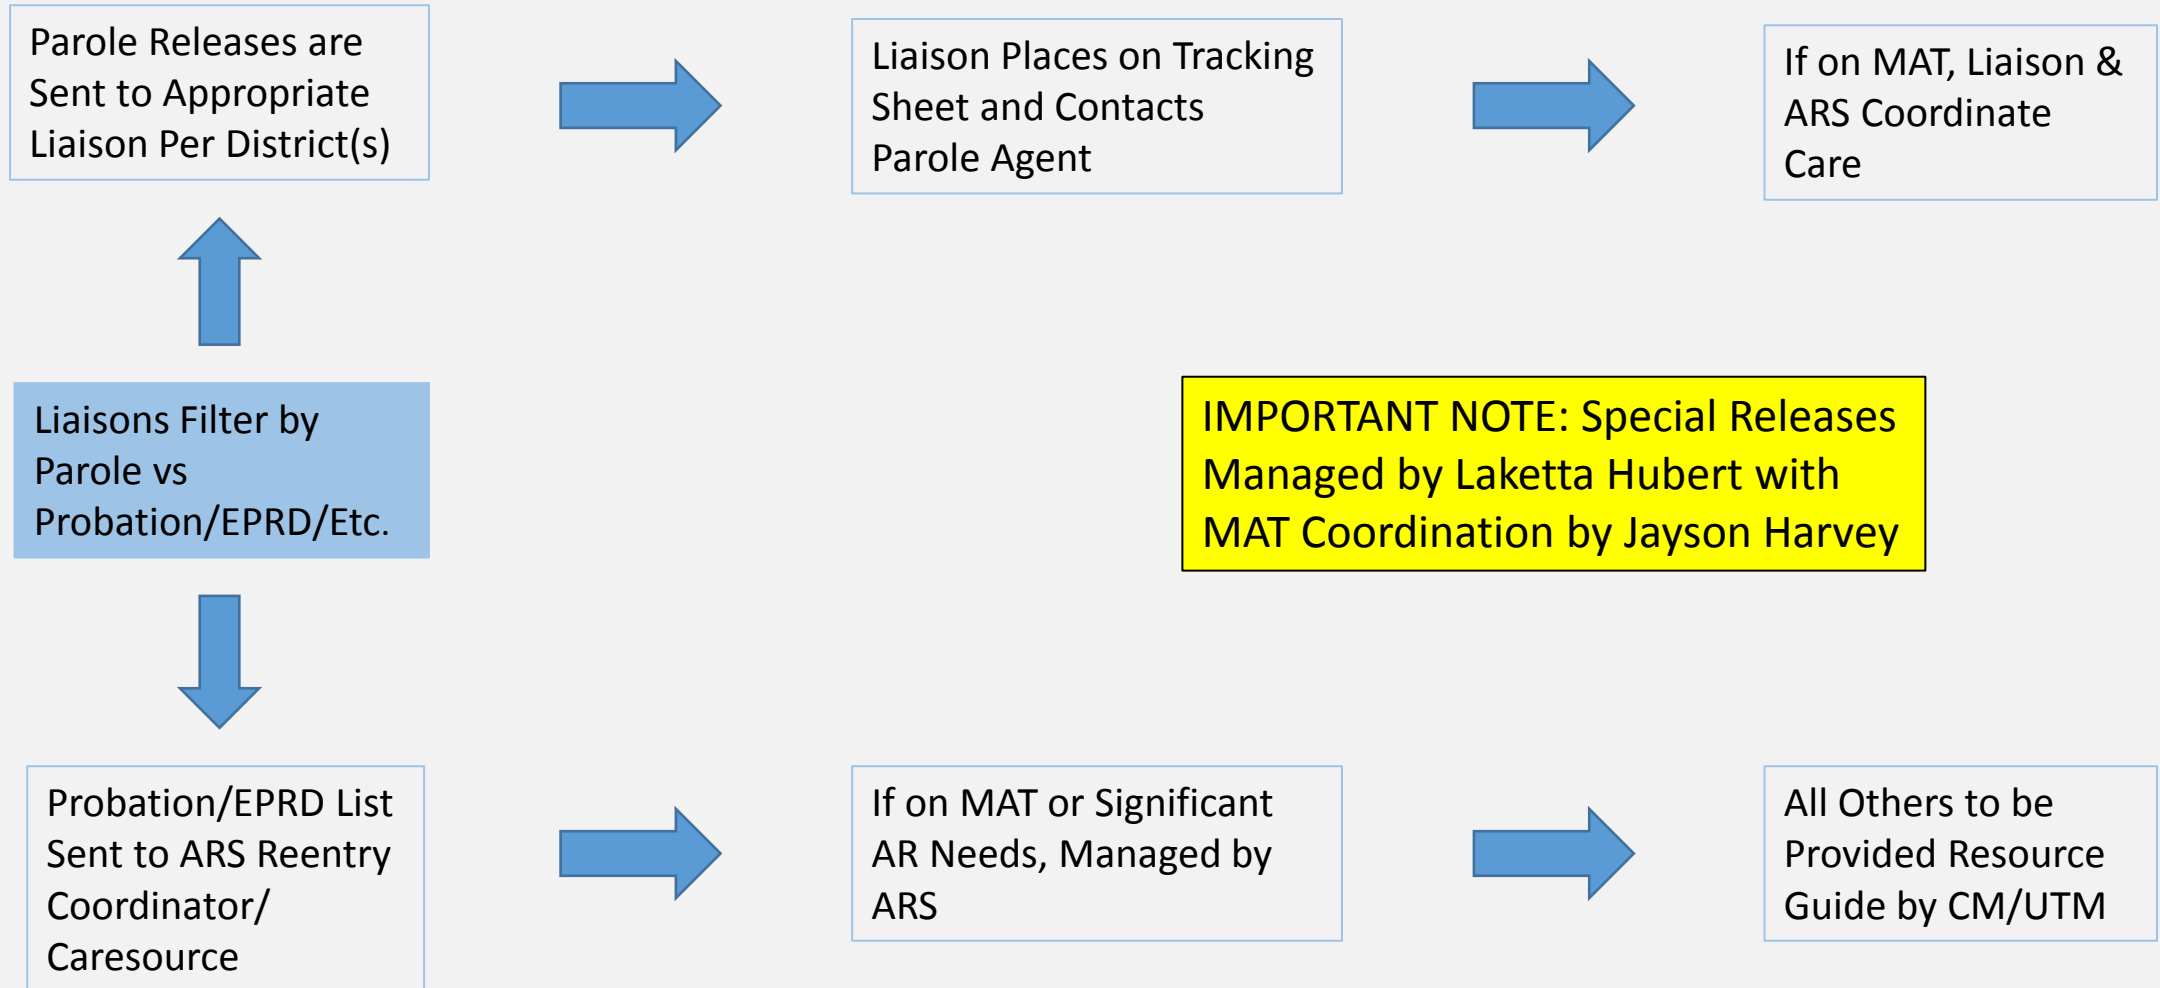 Parole Releases are
Sent to Appropriate
Liaison Per District(s)
Liaison Places on Tracking
Sheet and Contacts
Parole Agent
If on MAT, Liaison &
ARS Coordinate
Care
Liaisons Filter by
Parole vs
Probation/EPRD/Etc.
IMPORTANT NOTE: Special Releases
Managed by Laketta Hubert with
MAT Coordination by Jayson Harvey
Probation/EPRD List
Sent to ARS Reentry
Coordinator/
Caresource
If on MAT or Significant
AR Needs, Managed by
ARS
All Others to be
Provided Resource
Guide by CM/UTM